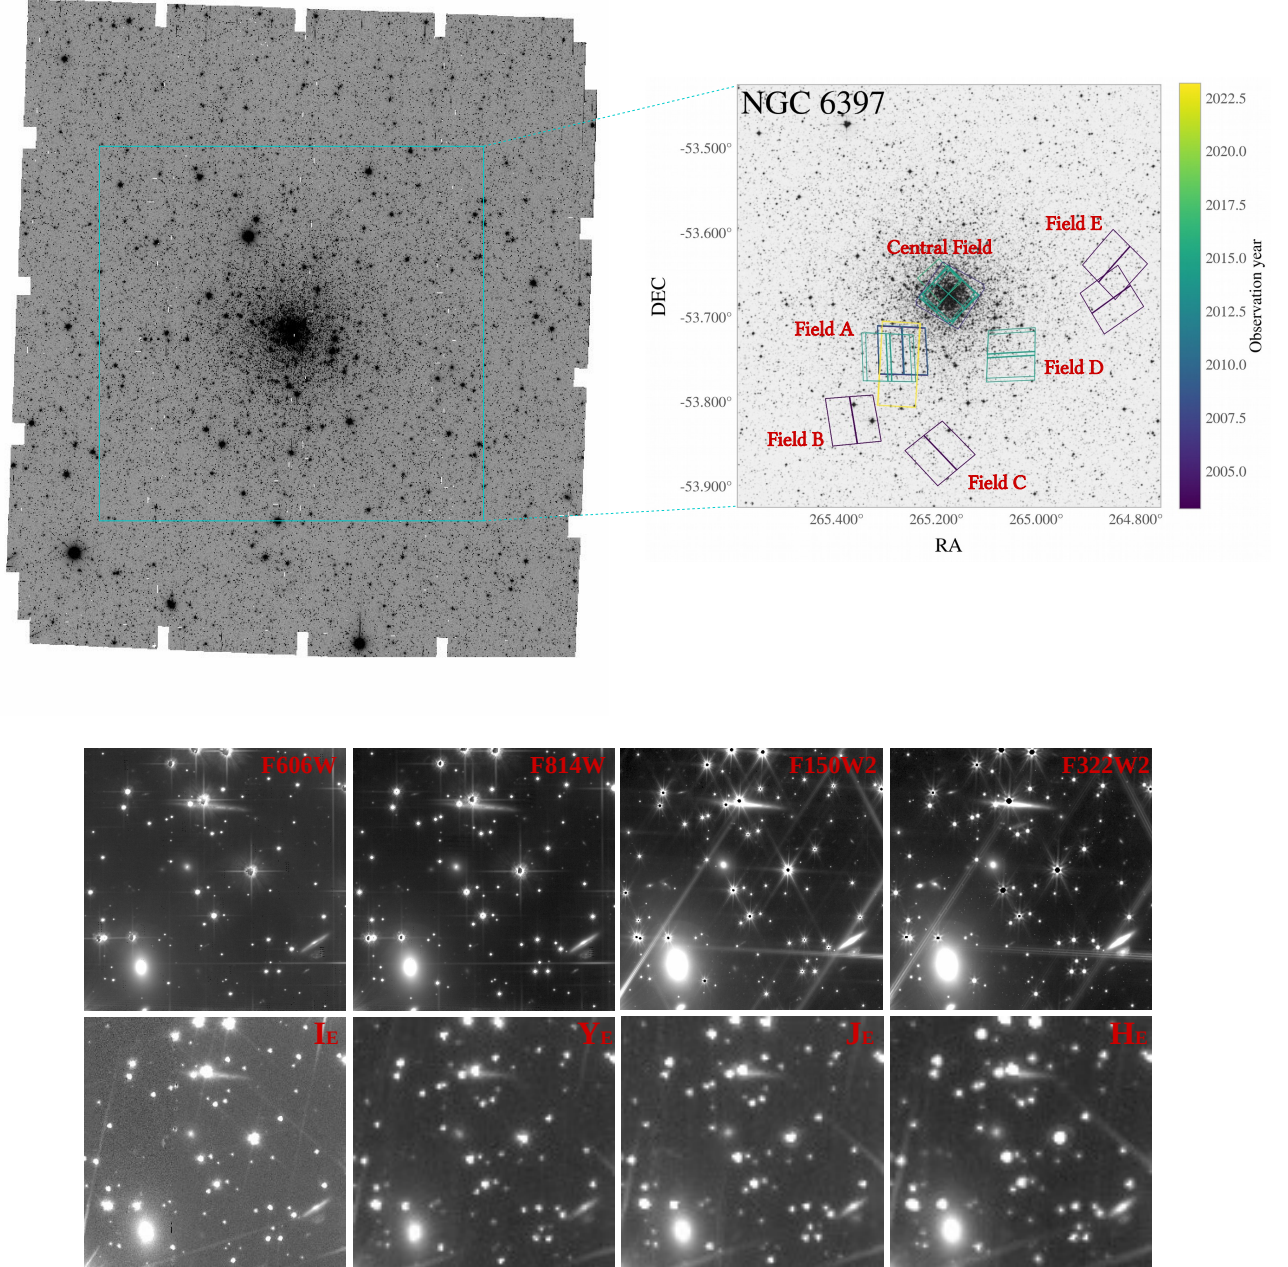 NGC 6397
-53.500°
-53.600°
-53.700°
-53.800°
-53.900°
DEC
Field E
Central Field
Field A
Field D
Field B
Field C
265.400°
265.200°
265.000°
264.800°
RA
2022.5
2020.0
2017.5
2015.0
2012.5
2010.0
2007.5
2005.0
Observation year
F606W
F814W
F150W2
F322W2
IE
YE
JE
HE